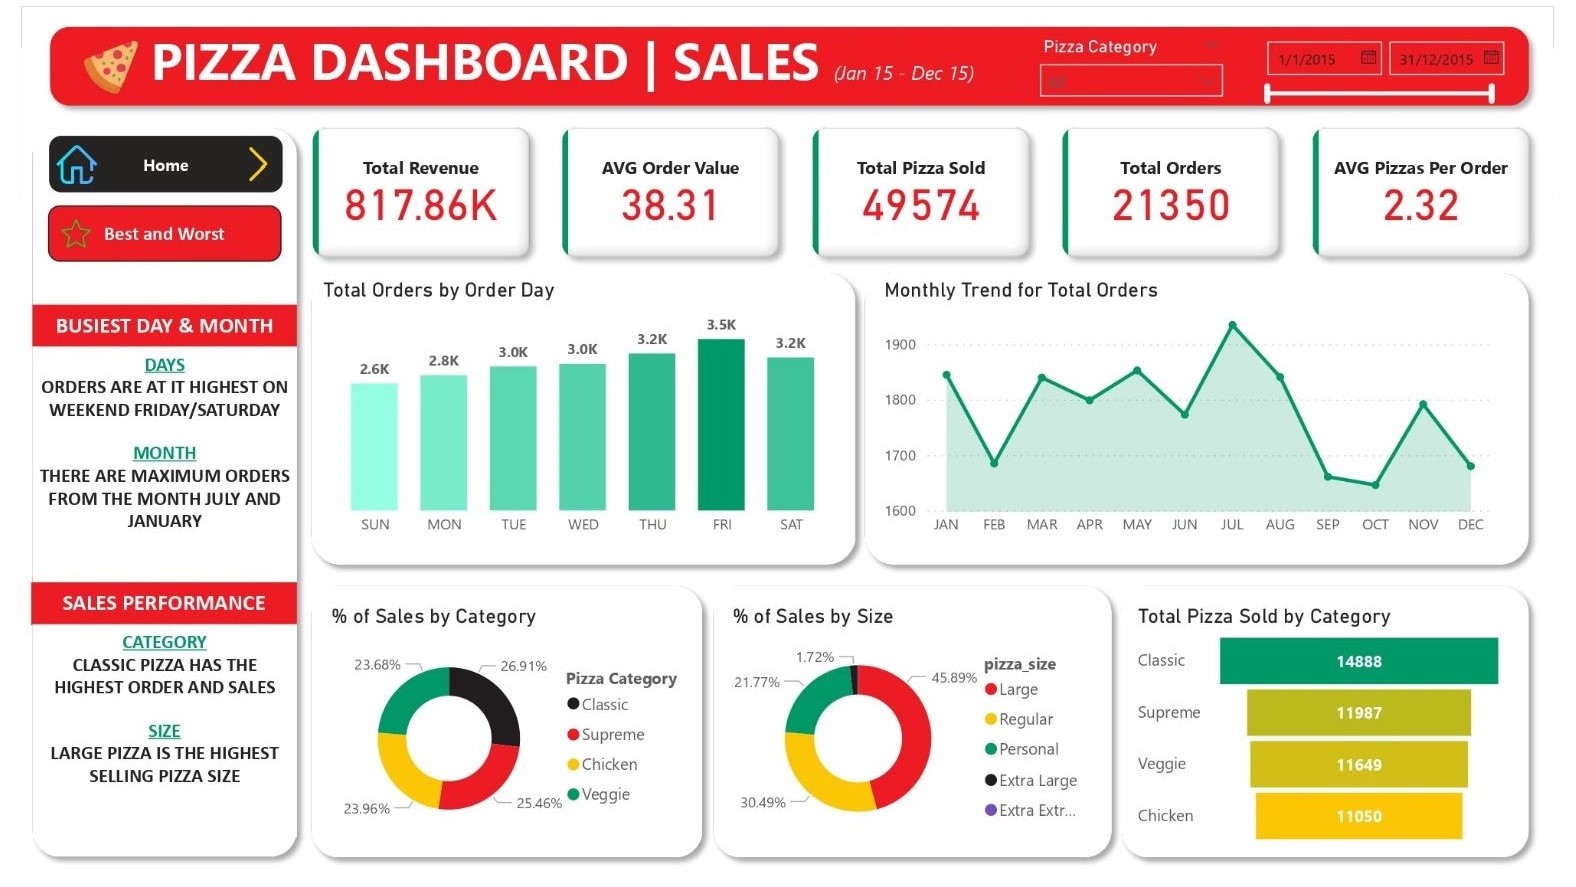 PIZZA DASHBOARD | SALES (Jan 15 - Dec 15)
Pizza Category
1/1/2015
31/12/2015
Home
Best and Worst
BUSIEST DAY & MONTH
DAYS
ORDERS ARE AT IT HIGHEST ON
WEEKEND FRIDAY/SATURDAY
MONTH
THERE ARE MAXIMUM ORDERS
FROM THE MONTH JULY AND
JANUARY
SALES PERFORMANCE
CATEGORY
CLASSIC PIZZA HAS THE
HIGHEST ORDER AND SALES
SIZE
LARGE PIZZA IS THE HIGHEST
SELLING PIZZA SIZE
Total Revenue
817.86K
AVG Order Value
38.31
Total Pizza Sold
49574
Total Orders
21350
AVG Pizzas Per Order
2.32
Total Orders by Order Day
2.6K
2.8K
3.0K
3.0K
3.2K
3.5K
3.2K
SUN MON TUE WED THU FRI SAT
Monthly Trend for Total Orders
1900
1800
1700
1600
JAN FEB MAR APR MAY JUN JUL AUG SEP OCT NOV DEC
% of Sales by Category
23.68%
26.91%
23.96%
25.46%
Pizza Category
Classic
Supreme
Chicken
Veggie
% of Sales by Size
1.72%
21.77%
45.89%
30.49%
pizza_size
Large
Regular
Personal
Extra Large
Extra Extr...
Total Pizza Sold by Category
Classic 14888
Supreme 11987
Veggie 11649
Chicken 11050